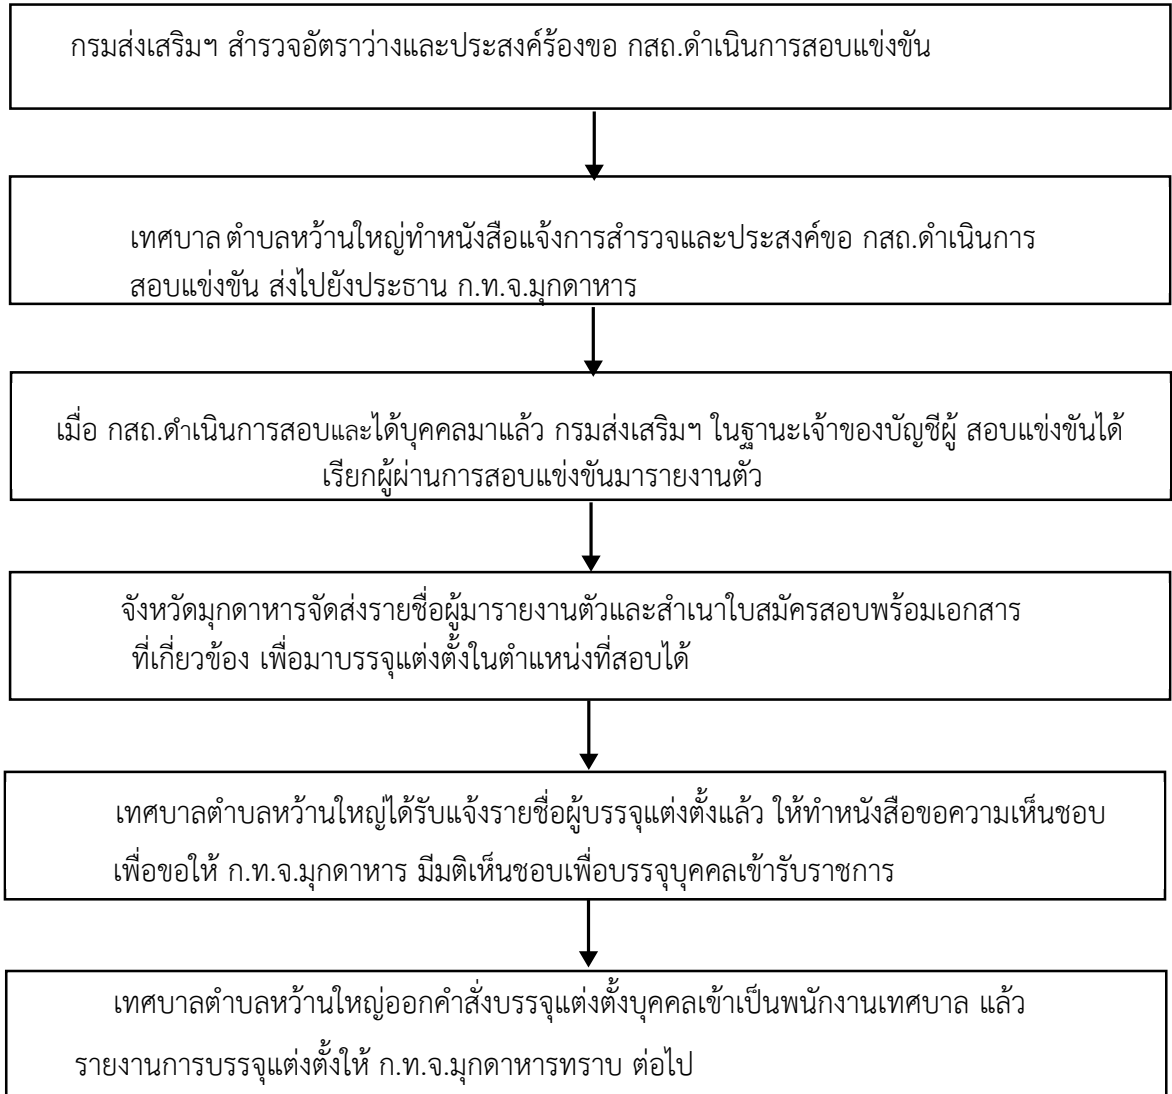 กรมส่งเสริมฯ สำรวจอัตราว่างและประสงค์ร้องขอ กสถ.ดำเนินการสอบแข่งขัน
เทศบาล ตำบลหว้านใหญ่ทำหนังสือแจ้งการสำรวจและประสงค์ขอ กสถ.ดำเนินการ
สอบแข่งขัน ส่งไปยังประธาน ก.ท.จ.มุกดาหาร
เมื่อ กสถ.ดำเนินการสอบและได้บุคคลมาแล้ว กรมส่งเสริมฯ ในฐานะเจ้าของบัญชีผู้ สอบแข่งขันได้
เรียกผู้ผ่านการสอบแข่งขันมารายงานตัว
จังหวัดมุกดาหารจัดส่งรายชื่อผู้มารายงานตัวและสำเนาใบสมัครสอบพร้อมเอกสาร
ที่เกี่ยวข้อง เพื่อมาบรรจุแต่งตั้งในตำแหน่งที่สอบได้
เทศบาลตำบลหว้านใหญ่ได้รับแจ้งรายชื่อผู้บรรจุแต่งตั้งแล้ว ให้ทำหนังสือขอความเห็นชอบ
เพื่อขอให้ ก.ท.จ.มุกดาหาร มีมติเห็นชอบเพื่อบรรจุบุคคลเข้ารับราชการ
เทศบาลตำบลหว้านใหญ่ออกคำสั่งบรรจุแต่งตั้งบุคคลเข้าเป็นพนักงานเทศบาล แล้ว
รายงานการบรรจุแต่งตั้งให้ ก.ท.จ.มุกดาหารทราบ ต่อไป